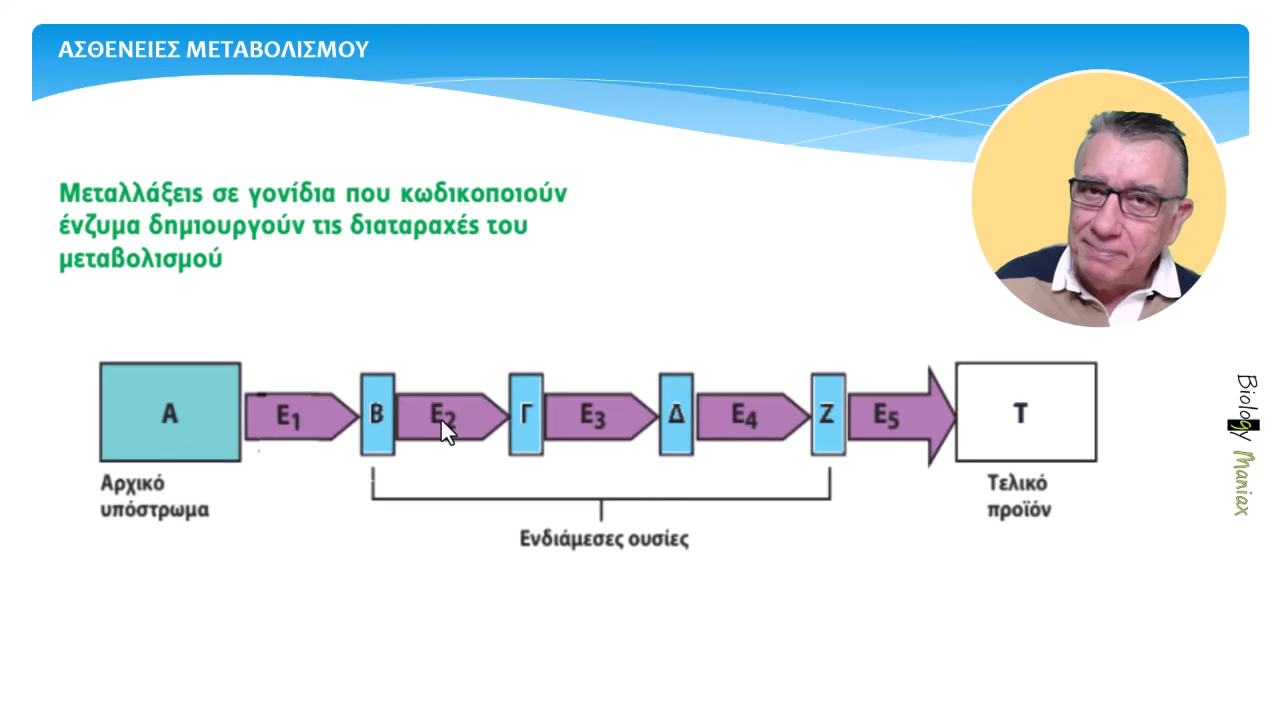 ΑΣΘΕΝΕΙΕΣ ΜΕΤΑΒΟΛΙΣΜΟΥ
Μεταλλάξεις σε γονίδια που κωδικοποιούν
ένζυμα δημιουργούν τις διαταραχές του
μεταβολισμού
Α E1 Β E2 Γ E3 Δ E4 Ζ E5 Τ
Αρχικό
υπόστρωμα
Τελικό
προϊόν
Ενδιάμεσες ουσίες
Biology Maniax